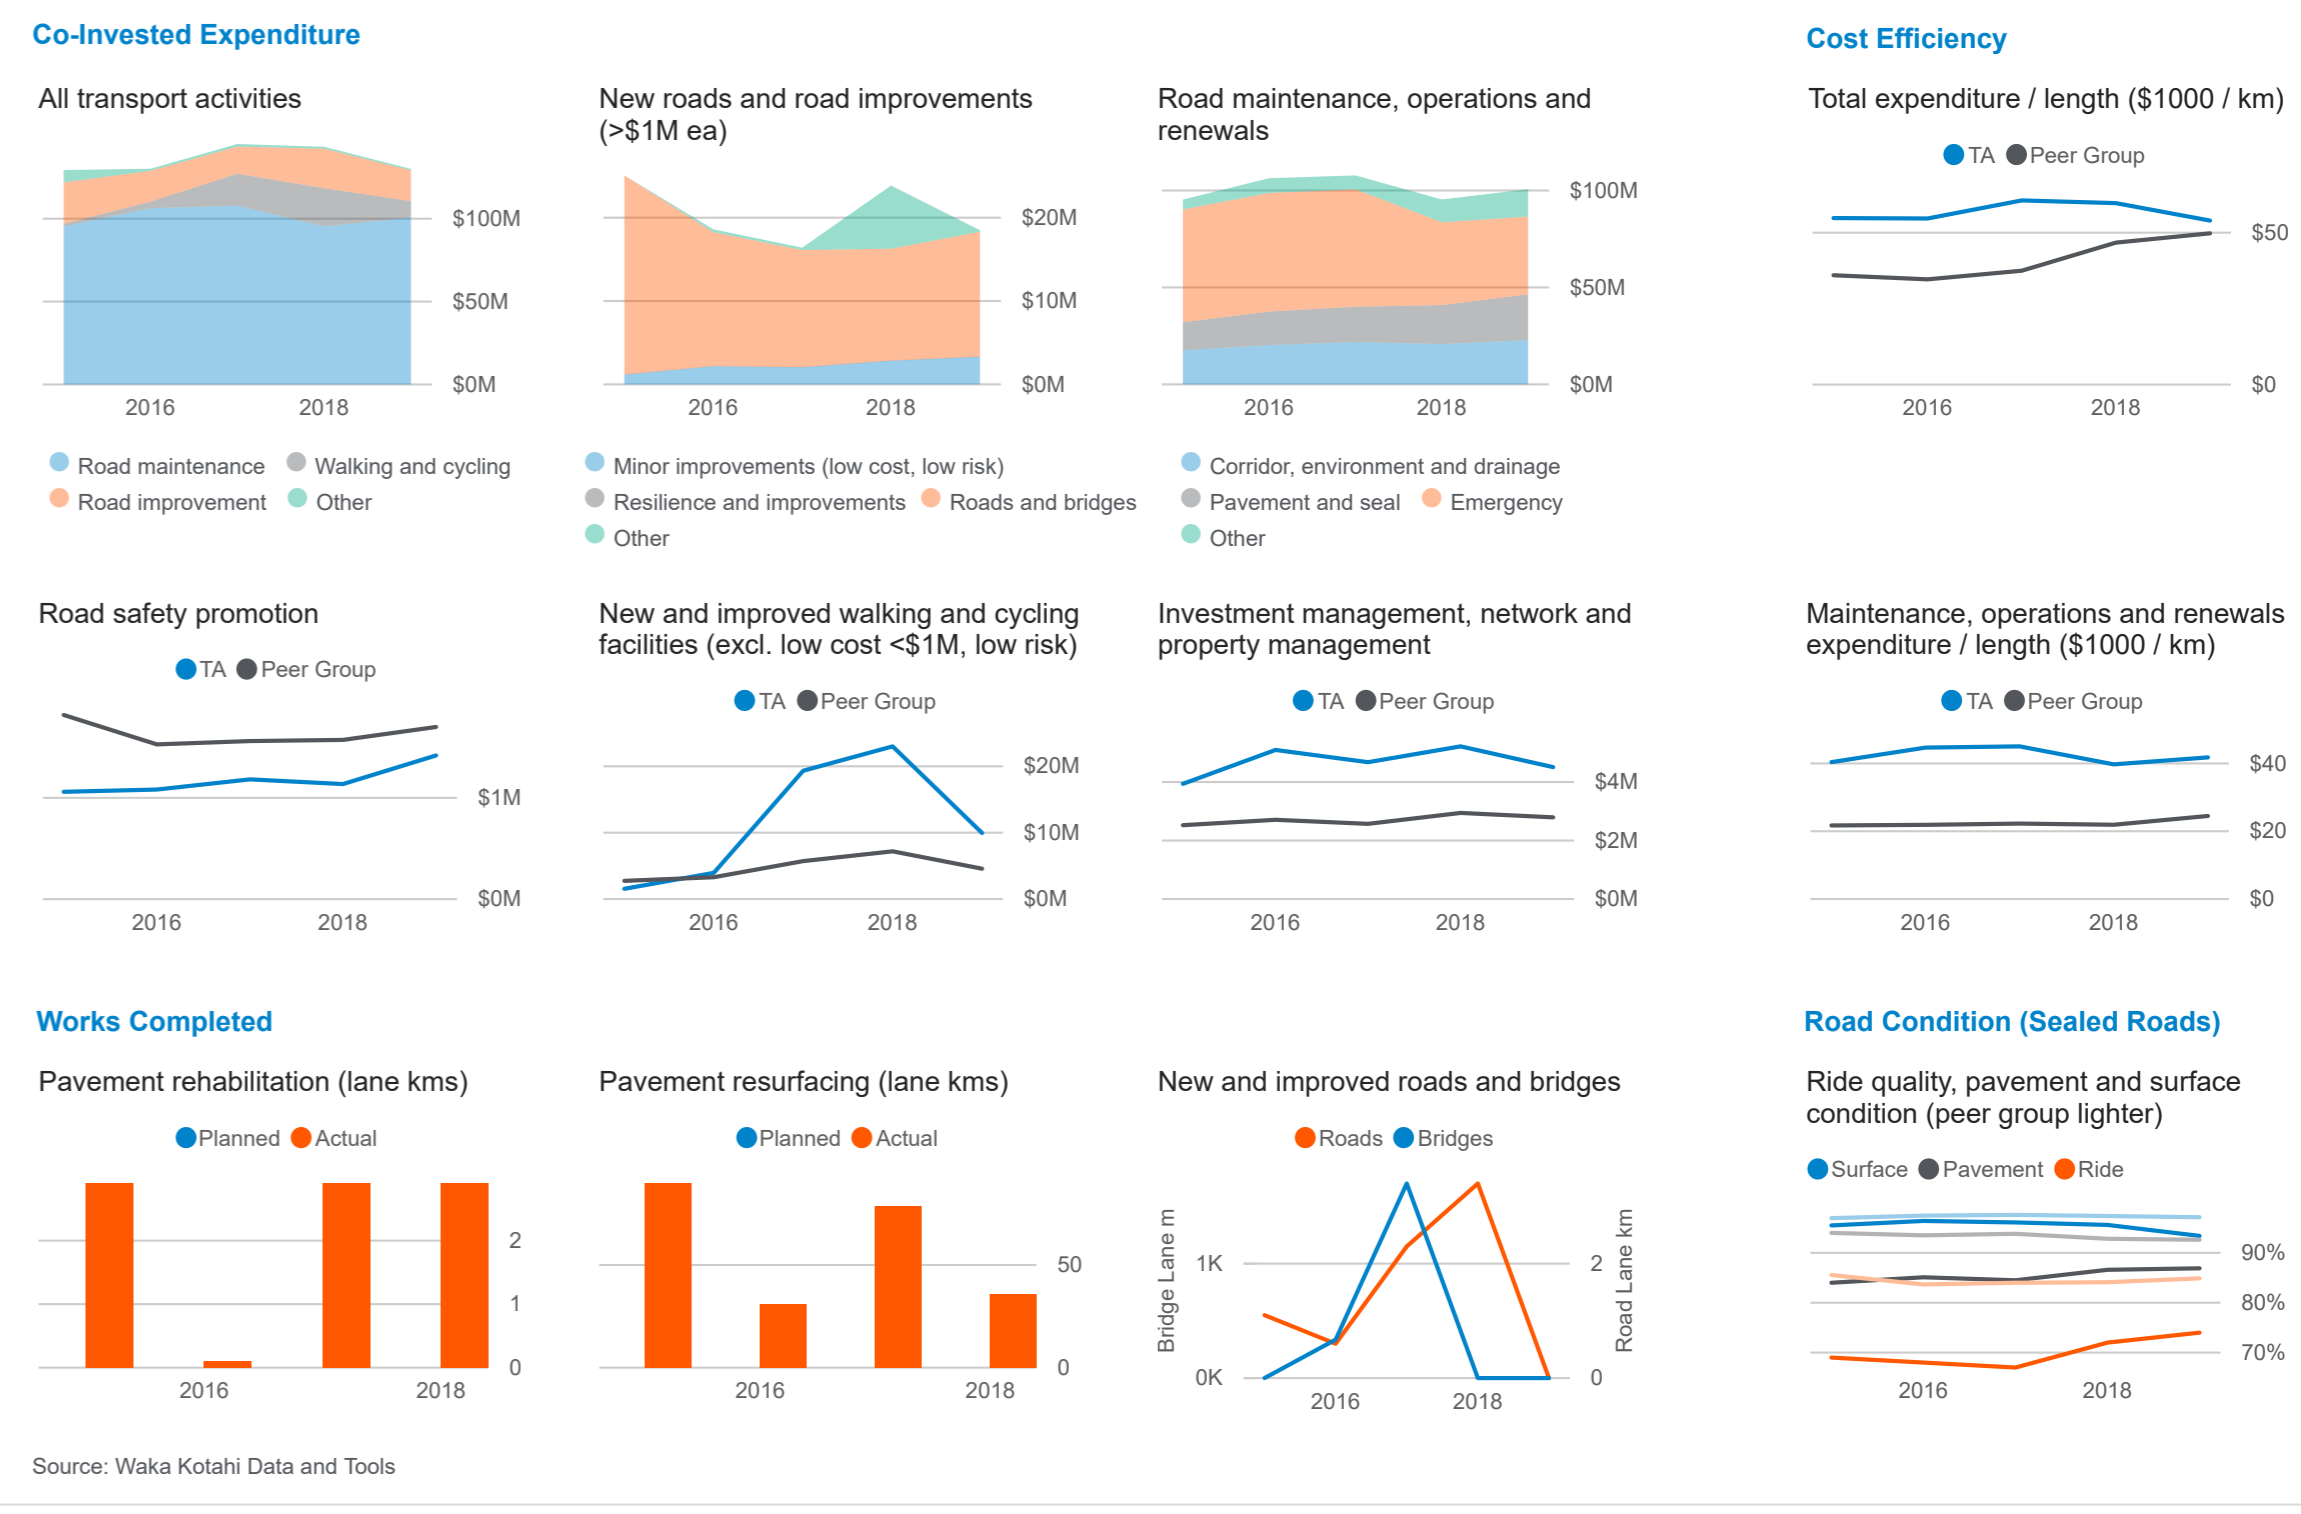 Co-Invested Expenditure
Cost Efficiency
All transport activities
$100M
$50M
$0M
2016 2018
Road maintenance Walking and cycling
Road improvement Other
New roads and road improvements
(>$1M ea)
$20M
$10M
$0M
2016 2018
Minor improvements (low cost, low risk)
Resilience and improvements Roads and bridges
Other
Road maintenance, operations and
renewals
$100M
$50M
$0M
2016 2018
Corridor, environment and drainage
Pavement and seal Emergency
Other
Total expenditure / length ($1000 / km)
TA Peer Group
$50
$0
2016 2018
Road safety promotion
TA Peer Group
$1M
$0M
2016 2018
New and improved walking and cycling
facilities (excl. low cost <$1M, low risk)
TA Peer Group
$20M
$10M
$0M
2016 2018
Investment management, network and
property management
TA Peer Group
$4M
$2M
$0M
2016 2018
Maintenance, operations and renewals
expenditure / length ($1000 / km)
TA Peer Group
$40
$20
$0
2016 2018
Works Completed
Road Condition (Sealed Roads)
Pavement rehabilitation (lane kms)
Planned Actual
2
1
0
2016 2018
Pavement resurfacing (lane kms)
Planned Actual
50
0
2016 2018
New and improved roads and bridges
Roads Bridges
Bridge Lane m
1K
0K
2
0
Road Lane km
2016 2018
Ride quality, pavement and surface
condition (peer group lighter)
Surface Pavement Ride
90%
80%
70%
2016 2018
Source: Waka Kotahi Data and Tools